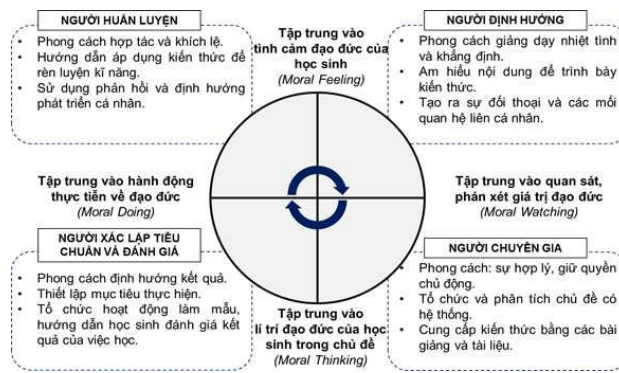 NGƯỜI HUẤN LUYỆN
• Phong cách hợp tác và khích lệ.
• Hướng dẫn áp dụng kiến thức để
rèn luyện kĩ năng.
• Sử dụng phản hồi và định hướng
phát triển cá nhân.
Tập trung vào
tình cảm đạo đức của
học sinh
(Moral Feeling)
NGƯỜI ĐỊNH HƯỚNG
• Phong cách giảng dạy nhiệt tình
và khẳng định.
• Am hiểu nội dung để trình bày
kiến thức.
• Tạo ra sự đối thoại và các mối
quan hệ liên cá nhân.
Tập trung vào hành động
thực tiễn về đạo đức
(Moral Doing)
Tập trung vào quan sát,
phán xét giá trị đạo đức
(Moral Watching)
NGƯỜI XÁC LẬP TIÊU
CHUẨN VÀ ĐÁNH GIÁ
• Phong cách định hướng kết quả.
• Thiết lập mục tiêu thực hiện.
• Tổ chức hoạt động làm mẫu,
hướng dẫn học sinh đánh giá kết
quả của việc học.
Tập trung vào
lí trí đạo đức của học
sinh trong chủ đề
(Moral Thinking)
NGƯỜI CHUYÊN GIA
• Phong cách: sự hợp lý, giữ quyền
chủ động.
• Tổ chức và phân tích chủ đề có
hệ thống.
• Cung cấp kiến thức bằng các bài
giảng và tài liệu.